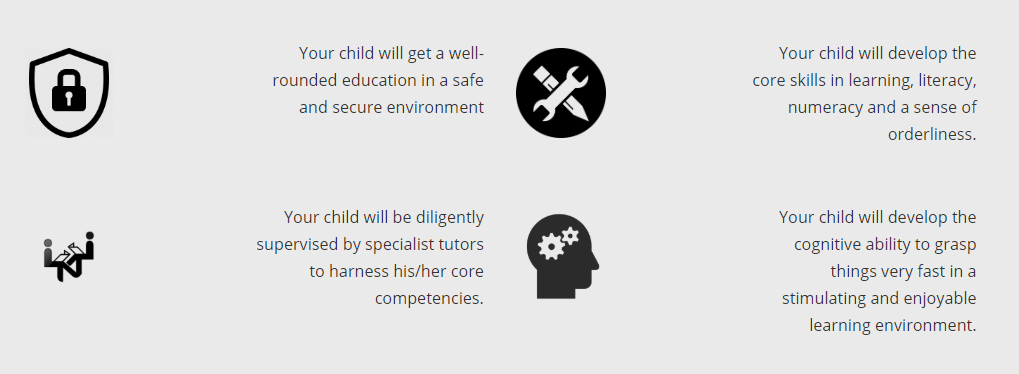 Your child will get a well-
rounded education in a safe
and secure environment
Your child will develop the
core skills in learning, literacy,
numeracy and a sense of
orderliness.
Your child will be diligently
supervised by specialist tutors
to harness his/her core
competencies.
Your child will develop the
cognitive ability to grasp
things very fast in a
stimulating and enjoyable
learning environment.